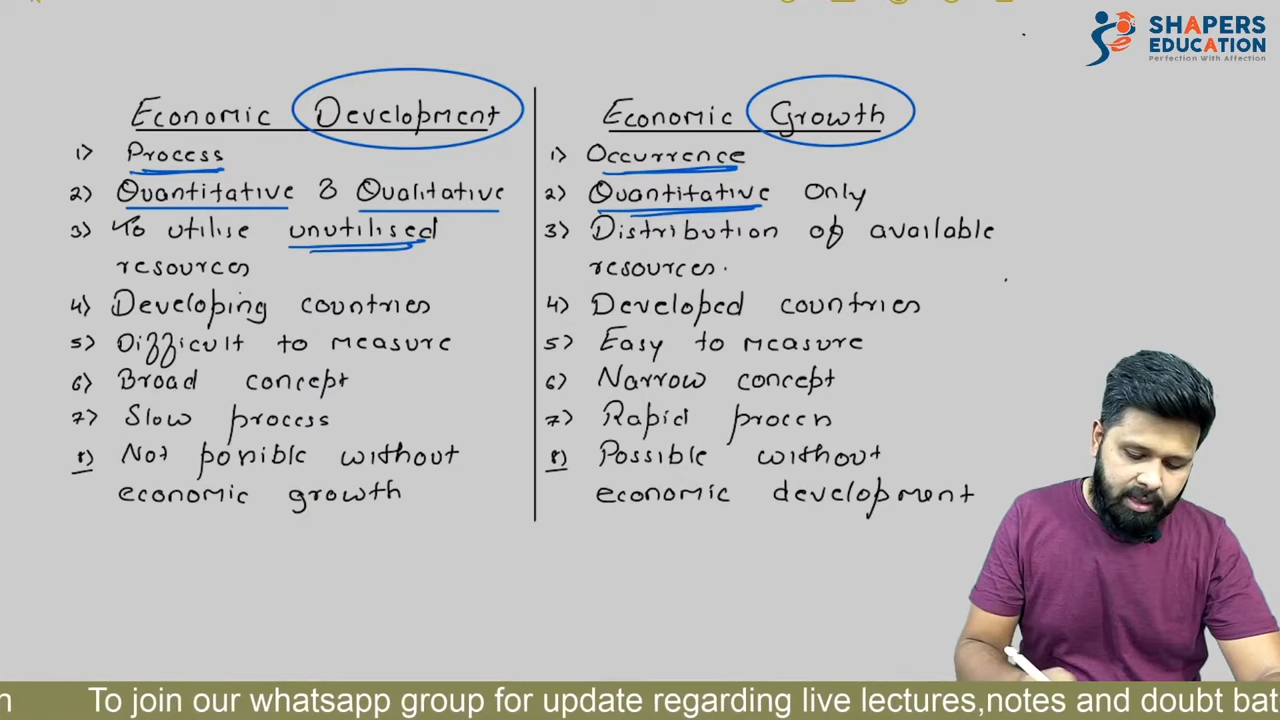 SHAPERS
EDUCATION
Perfection With Affection
Economic Development
1) Process
2) Quantitative & Qualitative
3) To utilise unutilised
resources
4) Developing countries
5) Difficult to measure
6) Broad concept
7) Slow process
8) Not possible without
economic growth
Economic Growth
1) Occurrence
2) Quantitative only
3) Distribution of available
resources.
4) Developed countries
5) Easy to measure
6) Narrow concept
7) Rapid process
8) Possible without
economic development
n To join our whatsapp group for update regarding live lectures,notes and doubt bat